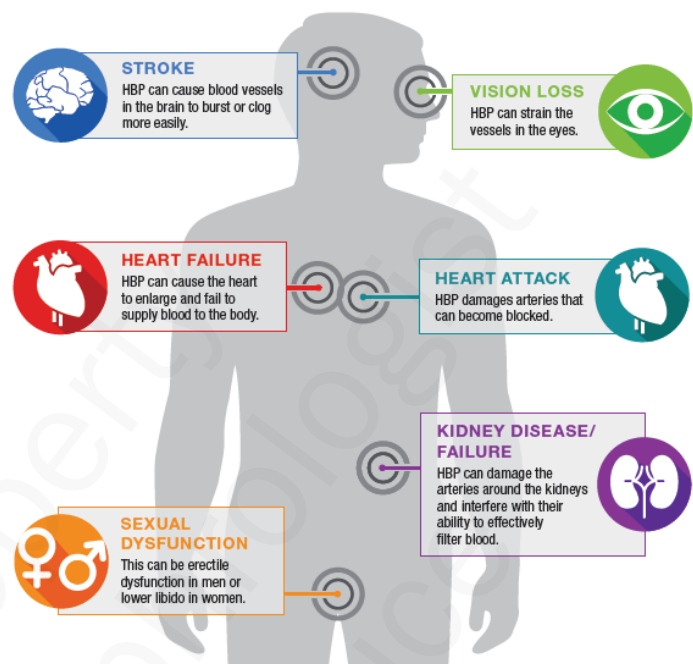 STROKE
HBP can cause blood vessels
in the brain to burst or clog
more easily.
VISION LOSS
HBP can strain the
vessels in the eyes.
HEART FAILURE
HBP can cause the heart
to enlarge and fail to
supply blood to the body.
HEART ATTACK
HBP damages arteries that
can become blocked.
KIDNEY DISEASE/
FAILURE
HBP can damage the
arteries around the kidneys
and interfere with their
ability to effectively
filter blood.
SEXUAL
DYSFUNCTION
This can be erectile
dysfunction in men or
lower libido in women.